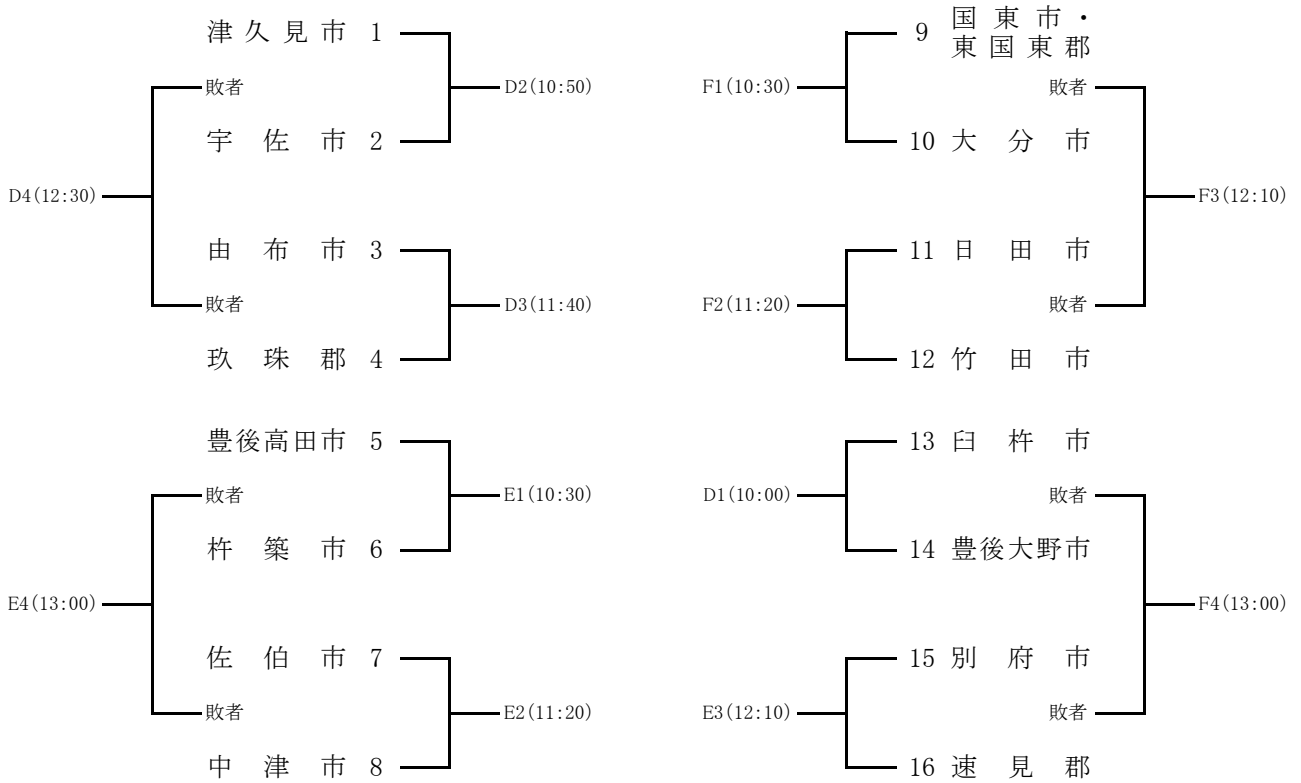 津久見市 1
敗者
D2(10:50)
宇佐市 2
D4(12:30)
由布市 3
敗者
D3(11:40)
玖珠郡 4
豊後高田市 5
敗者
E1(10:30)
杵築市 6
E4(13:00)
佐伯市 7
敗者
E2(11:20)
中津市 8
9 国東市・
東国東郡
F1(10:30)
敗者
10 大分市
F3(12:10)
11 日田市
F2(11:20)
敗者
12 竹田市
13 臼杵市
D1(10:00)
敗者
14 豊後大野市
F4(13:00)
15 別府市
E3(12:10)
敗者
16 速見郡